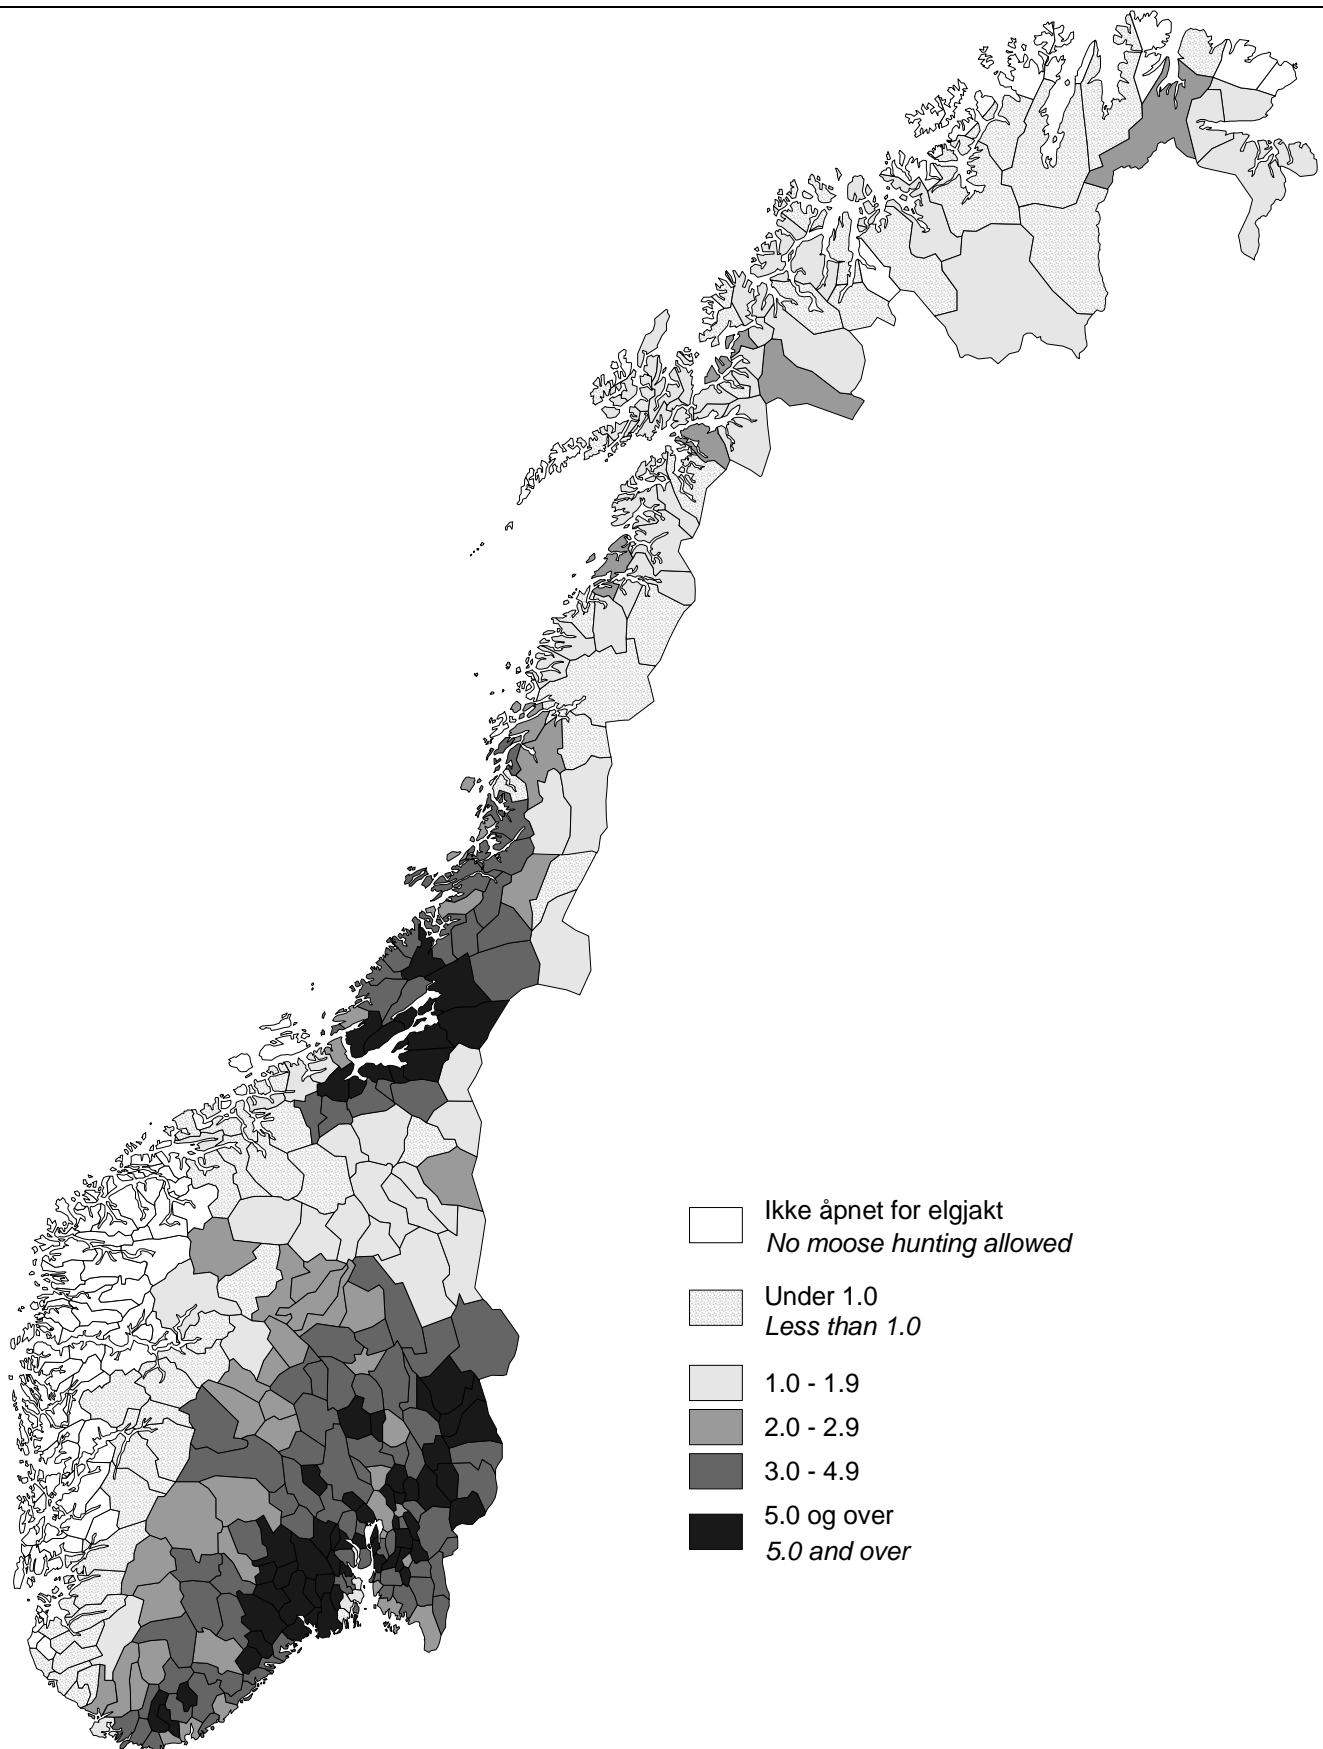 Ikke åpnet for elgjakt
No moose hunting allowed
Under 1.0
Less than 1.0
1.0 - 1.9
2.0 - 2.9
3.0 - 4.9
5.0 og over
5.0 and over